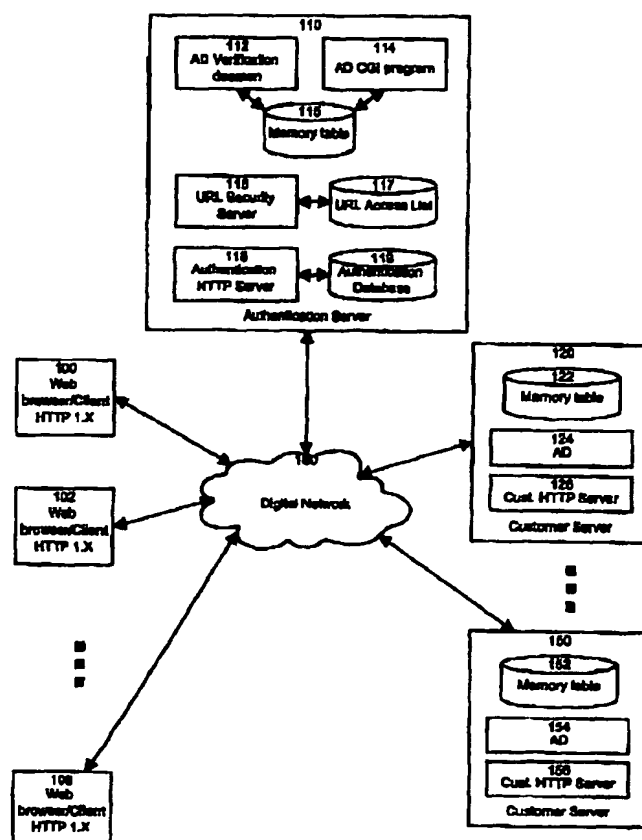 110
112
AD Verification
daemon
114
AD CGI program
115
Memory table
116
URL Security
Server
117
URL Access List
118
Authentication
HTTP Server
119
Authentication
Database
Authentication Server
100
Web
browser/Client
HTTP 1.X
102
Web
browser/Client
HTTP 1.X
Digital Network
120
122
Memory table
124
AD
126
Cust. HTTP Server
Customer Server
150
152
Memory table
154
AD
156
Cust. HTTP Server
Customer Server
Web
browser/Client
HTTP 1.X